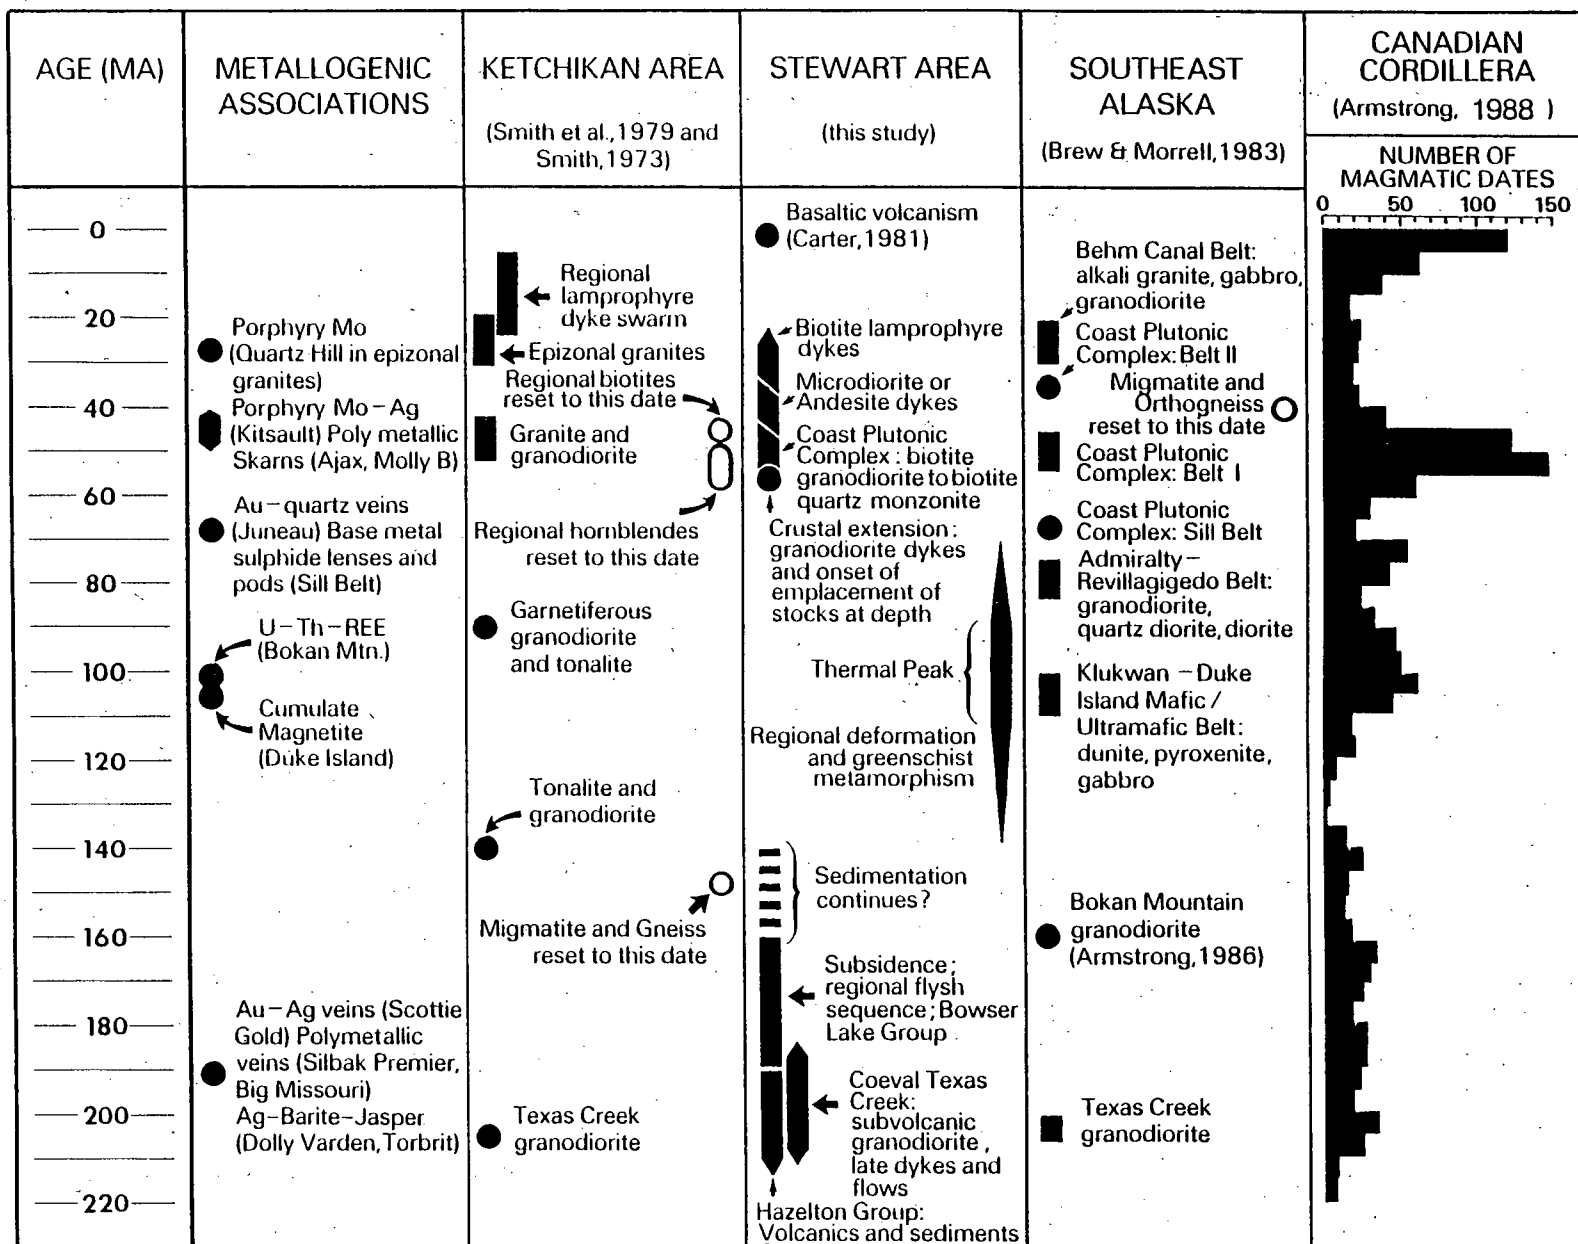 AGE (MA)
0
20
40
60
80
100
120
140
160
180
200
220
METALLOGENIC
ASSOCIATIONS
Porphyry Mo
(Quartz Hill in epizonal
granites)
Porphyry Mo-Ag
(Kitsault) Poly metallic
Skarns (Ajax, Molly B)
Au-quartz veins
(Juneau) Base metal
sulphide lenses and
pods (Sill Belt)
U-Th-REE
(Bokan Mtn.)
Cumulate
Magnetite
(Duke Island)
Au-Ag veins (Scottie
Gold) Polymetallic
veins (Silbak Premier,
Big Missouri)
Ag-Barite-Jasper
(Dolly Varden, Torbrit)
KETCHIKAN AREA
(Smith et al., 1979 and
Smith, 1973)
Regional
lamprophyre
dyke swarm
Epizonal granites
Regional biotites
reset to this date
Granite and
granodiorite
Regional hornblendes
reset to this date
Garnetiferous
granodiorite
and tonalite
Tonalite and
granodiorite
Migmatite and Gneiss
reset to this date
Texas Creek
granodiorite
STEWART AREA
(this study)
Basaltic volcanism
(Carter, 1981)
Biotite lamprophyre
dykes
Microdiorite or
Andesite dykes
Coast Plutonic
Complex: biotite
granodiorite to biotite
quartz monzonite
Crustal extension:
granodiorite dykes
and onset of
emplacement of
stocks at depth
Thermal Peak
Regional deformation
and greenschist
metamorphism
Sedimentation
continues?
Subsidence;
regional flysh
sequence; Bowser
Lake Group
Coeval Texas
Creek:
subvolcanic
granodiorite,
late dykes and
flows
Hazelton Group:
Volcanics and sediments
SOUTHEAST
ALASKA
(Brew & Morrell, 1983)
Behm Canal Belt:
alkali granite, gabbro,
granodiorite
Coast Plutonic
Complex: Belt II
Migmatite and
Orthogneiss
reset to this date
Coast Plutonic
Complex: Belt I
Coast Plutonic
Complex: Sill Belt
Admiralty-
Revillagigedo Belt:
granodiorite,
quartz diorite, diorite
Klukwan-Duke
Island Mafic/
Ultramafic Belt:
dunite, pyroxenite,
gabbro
Bokan Mountain
granodiorite
(Armstrong, 1986)
Texas Creek
granodiorite
CANADIAN
CORDILLERA
(Armstrong, 1988)
NUMBER OF
MAGMATIC DATES
0 50 100 150